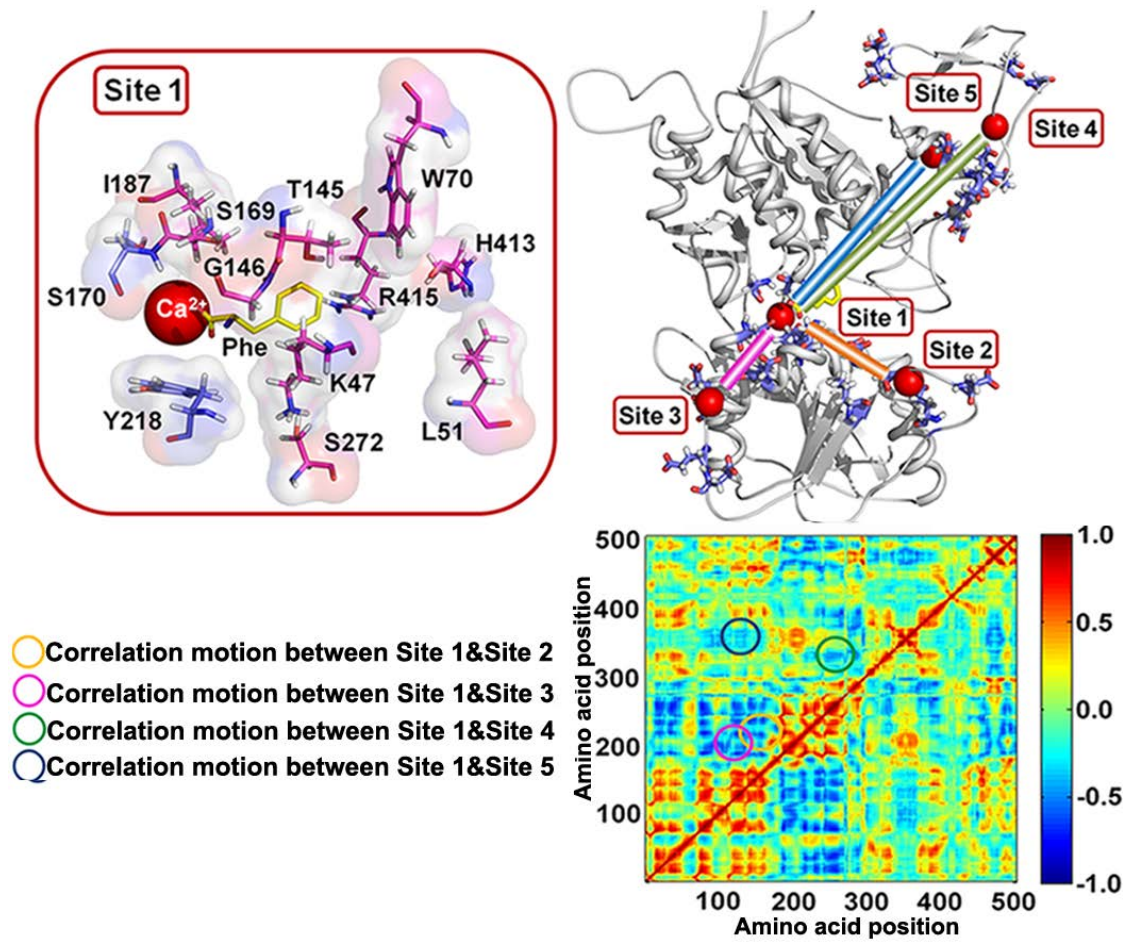 Site 1
I187
S169
T145
W70
H413
G146
S170
Ca2+
R415
Phe
K47
Y218
S272
L51
Site 5
Site 4
Site 1
Site 2
Site 3
Correlation motion between Site 1&Site 2
Correlation motion between Site 1&Site 3
Correlation motion between Site 1&Site 4
Correlation motion between Site 1&Site 5
Amino acid position
500
400
300
200
100
100 200 300 400 500
Amino acid position
1.0
0.5
0.0
-0.5
-1.0